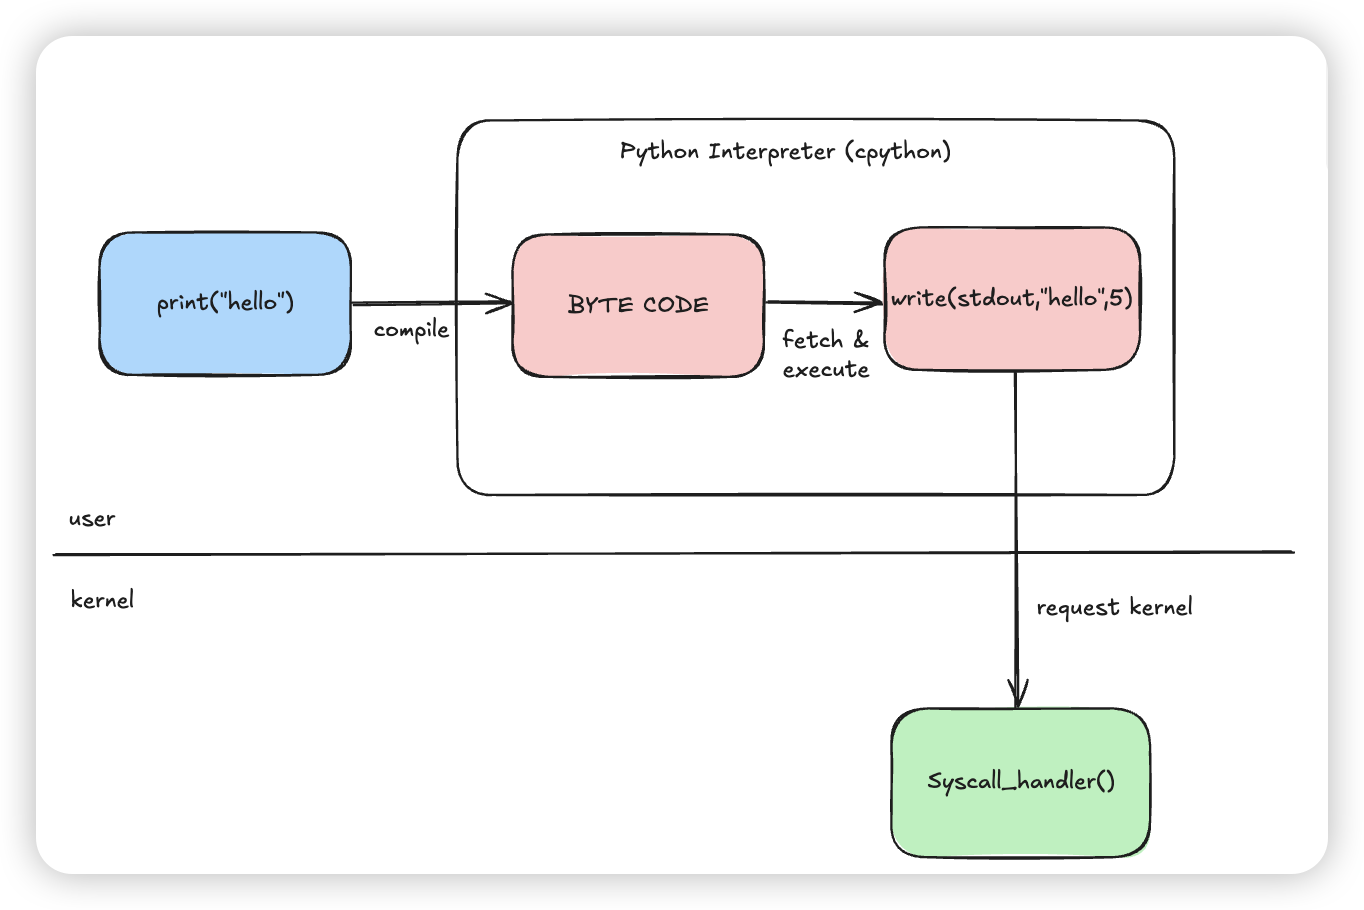 Python Interpreter (cpython)
print("hello")
compile
BYTE CODE
fetch &
execute
write(stdout,"hello",5)
user
kernel
request kernel
Syscall_handler()